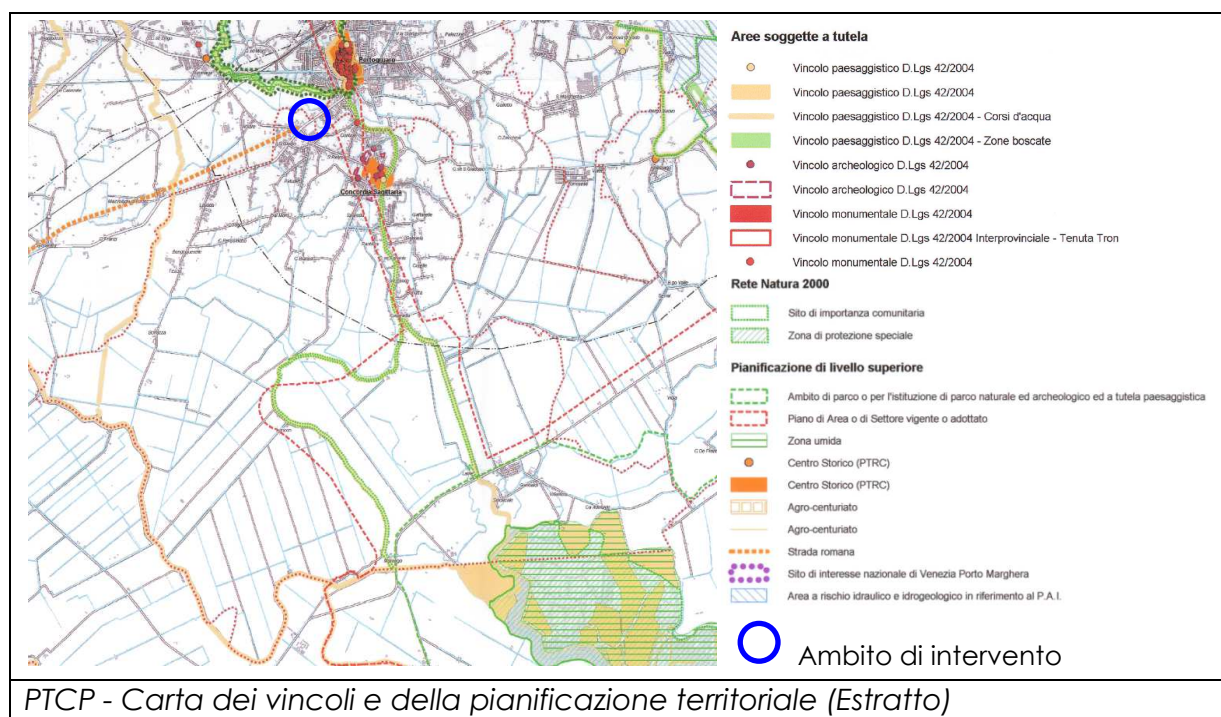 Portogruaro
Concordia Sagittaria
Aree soggette a tutela
Vincolo paesaggistico D.Lgs 42/2004
Vincolo paesaggistico D.Lgs 42/2004
Vincolo paesaggistico D.Lgs 42/2004 - Corsi d'acqua
Vincolo paesaggistico D.Lgs 42/2004 - Zone boscate
Vincolo archeologico D.Lgs 42/2004
Vincolo archeologico D.Lgs 42/2004
Vincolo monumentale D.Lgs 42/2004
Vincolo monumentale D.Lgs 42/2004 Interprovinciale - Tenuta Tron
Vincolo monumentale D.Lgs 42/2004
Rete Natura 2000
Sito di importanza comunitaria
Zona di protezione speciale
Pianificazione di livello superiore
Ambito di parco o per l'istituzione di parco naturale ed archeologico ed a tutela paesaggistica
Piano di Area o di Settore vigente o adottato
Zona umida
Centro Storico (PTRC)
Centro Storico (PTRC)
Agro-centuriato
Agro-centuriato
Strada romana
Sito di interesse nazionale di Venezia Porto Marghera
Area a rischio idraulico e idrogeologico in riferimento al P.A.I.
Ambito di intervento
PTCP - Carta dei vincoli e della pianificazione territoriale (Estratto)